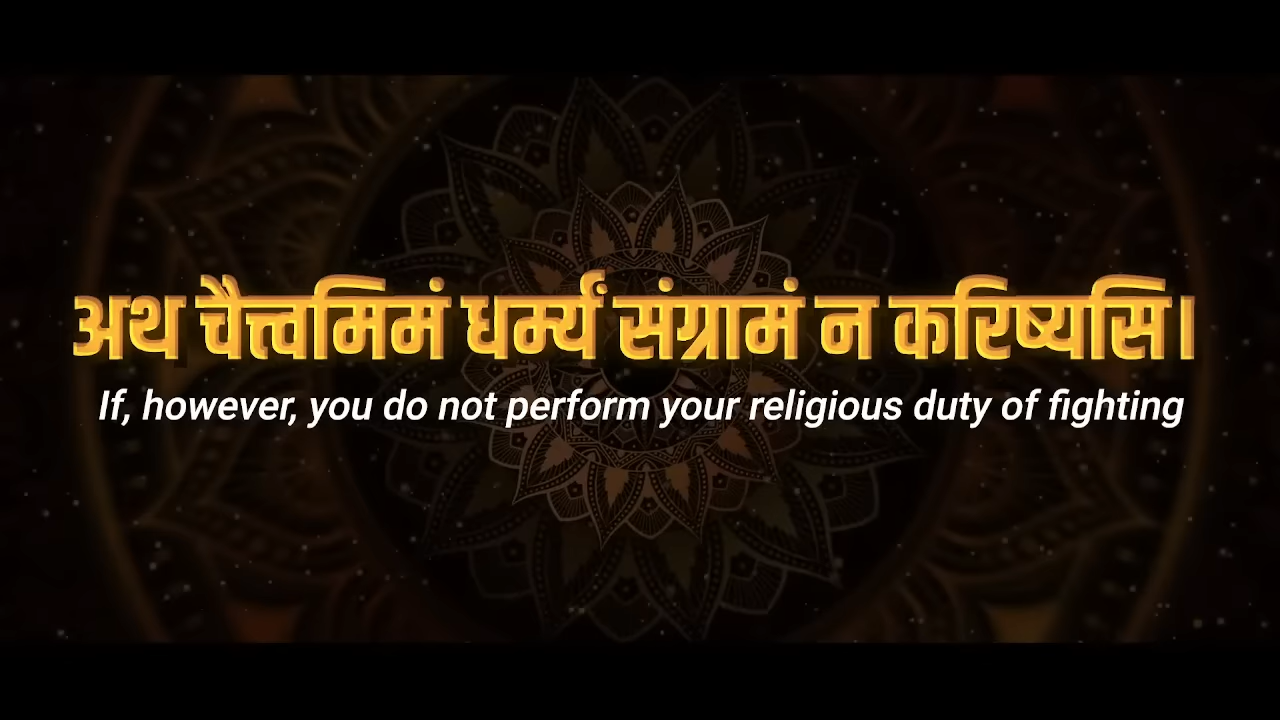 अथ चैत्त्वमिमं धर्म्यं संग्रामं न करिष्यसि।
If, however, you do not perform your religious duty of fighting